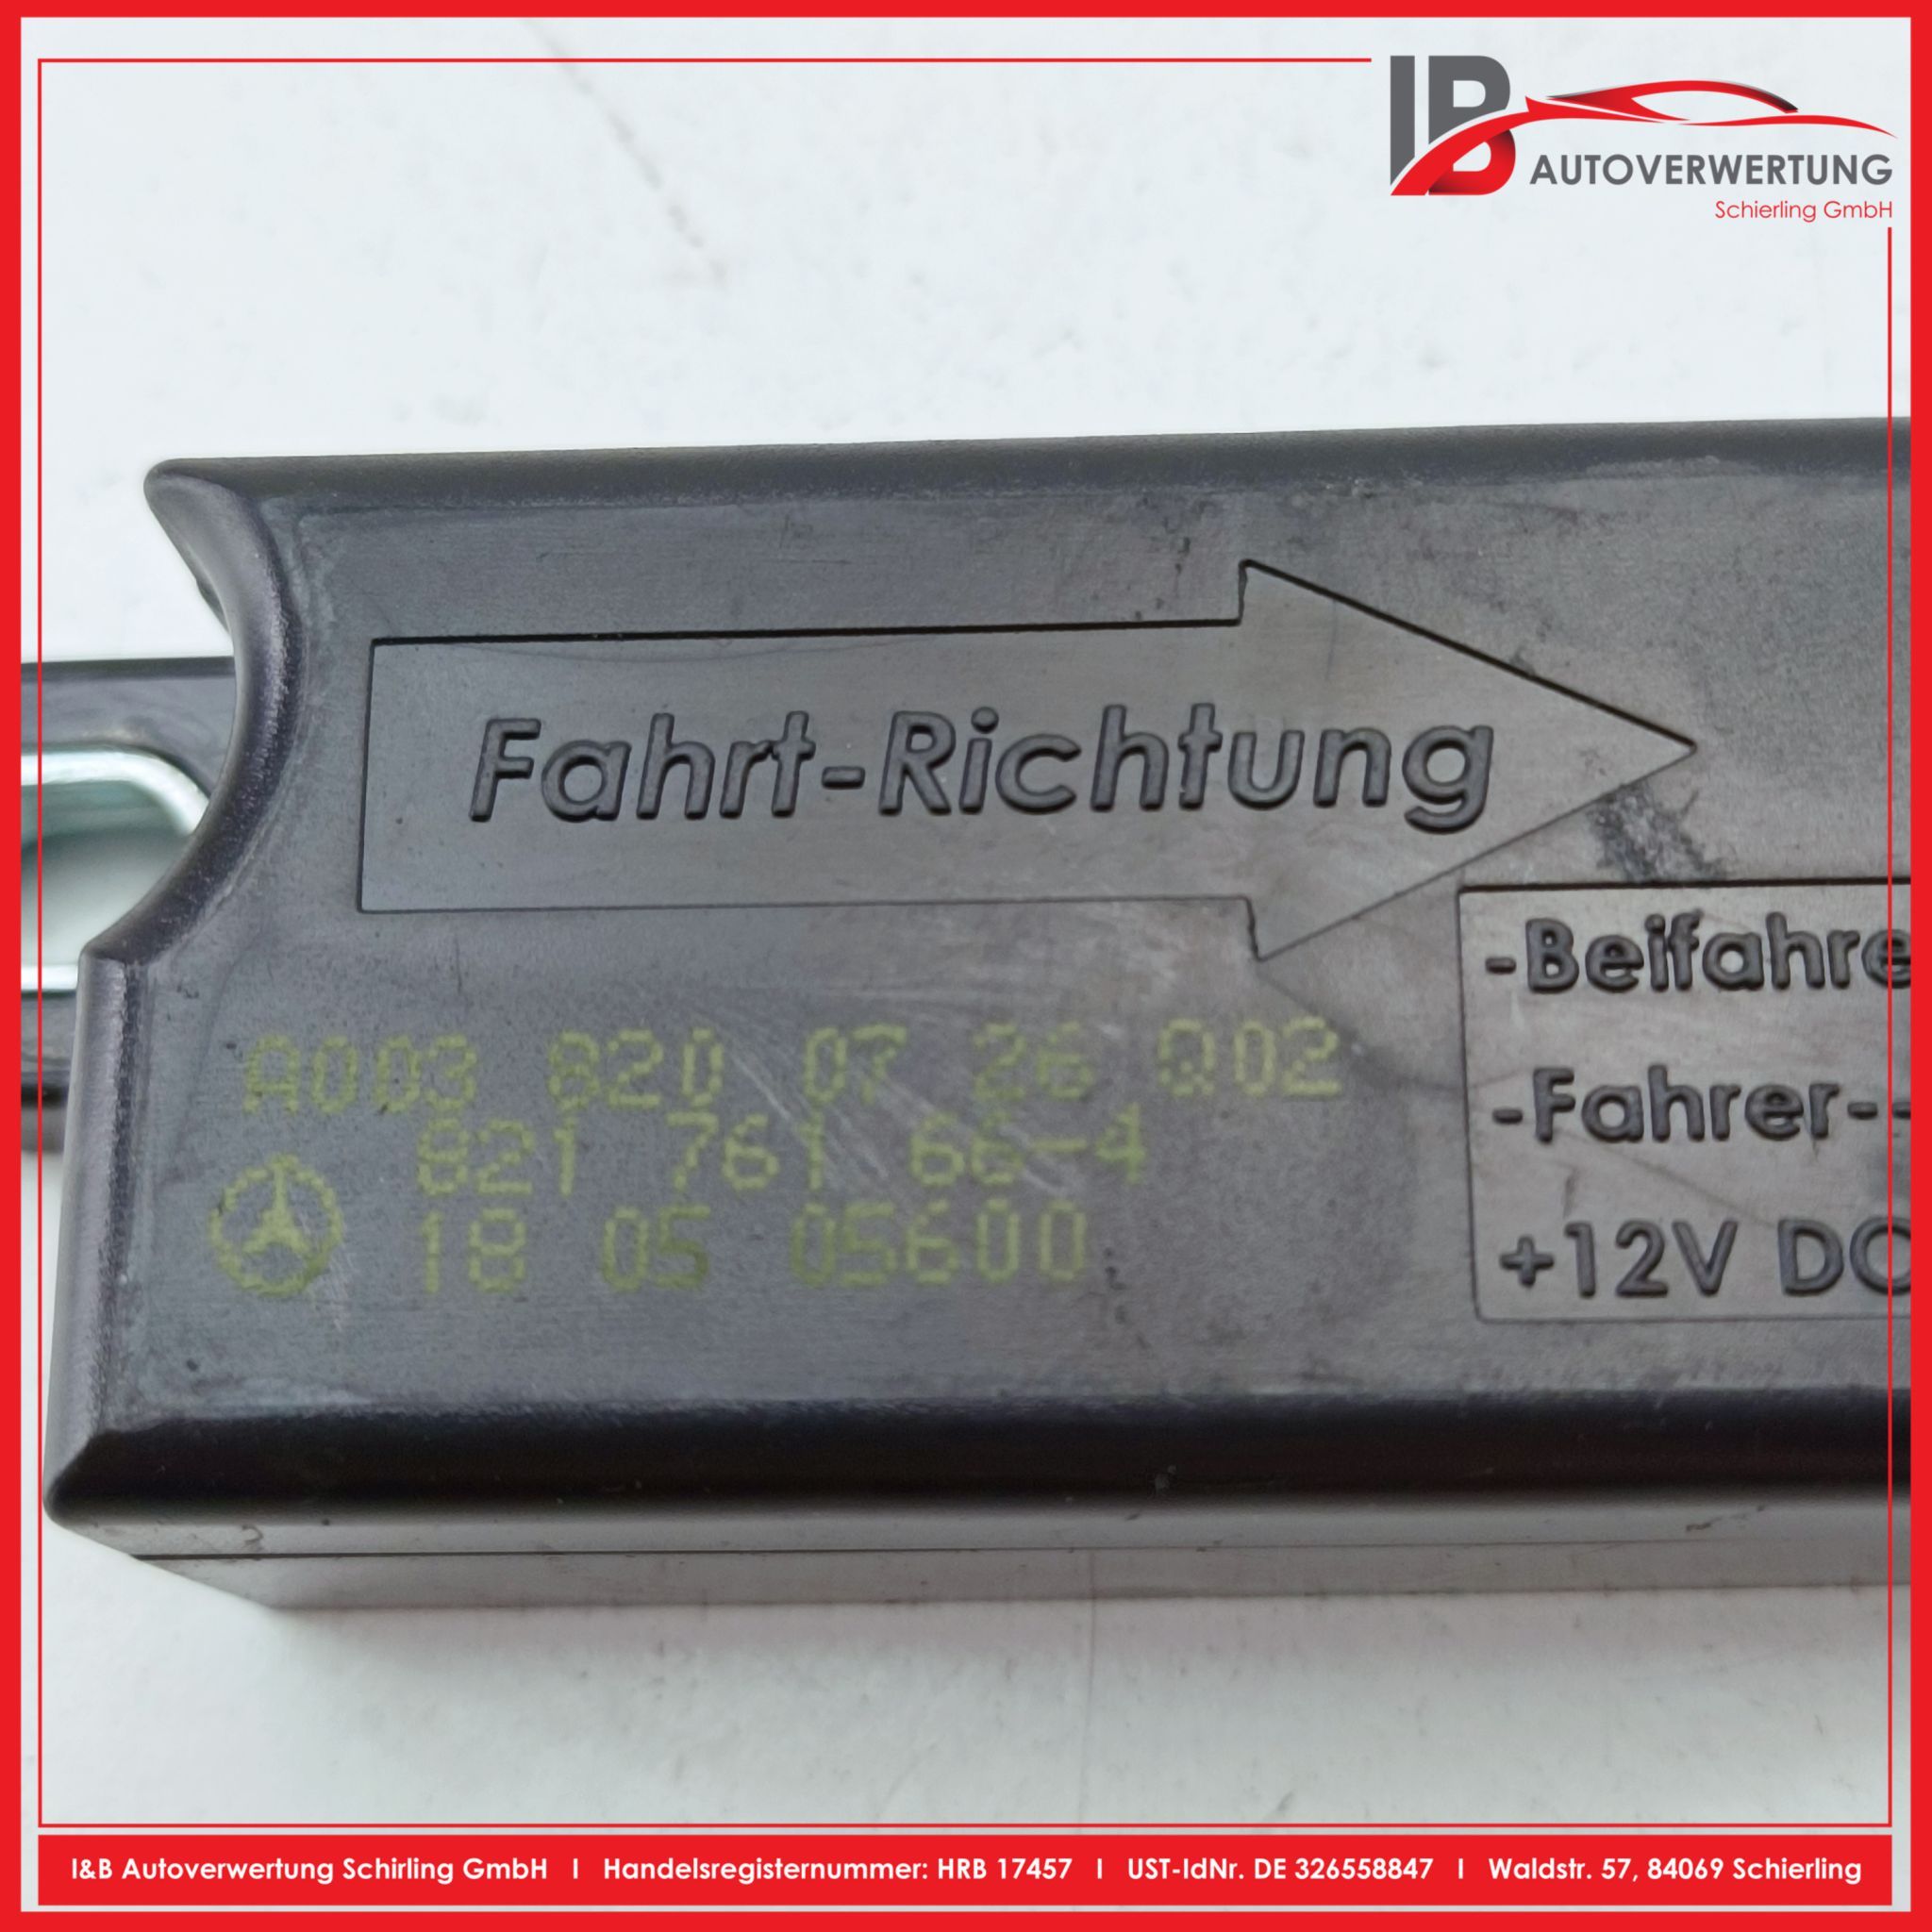 IB
AUTOVERWERTUNG
Schierling GmbH
Fahrt-Richtung
-Beifahre
-Fahrer--
+12V DC
A003 820 07 26 Q02
821 761 66-4
18 05 05600
I&B Autoverwertung Schirling GmbH I Handelsregisternummer: HRB 17457 I UST-IdNr. DE 326558847 I Waldstr. 57, 84069 Schierling